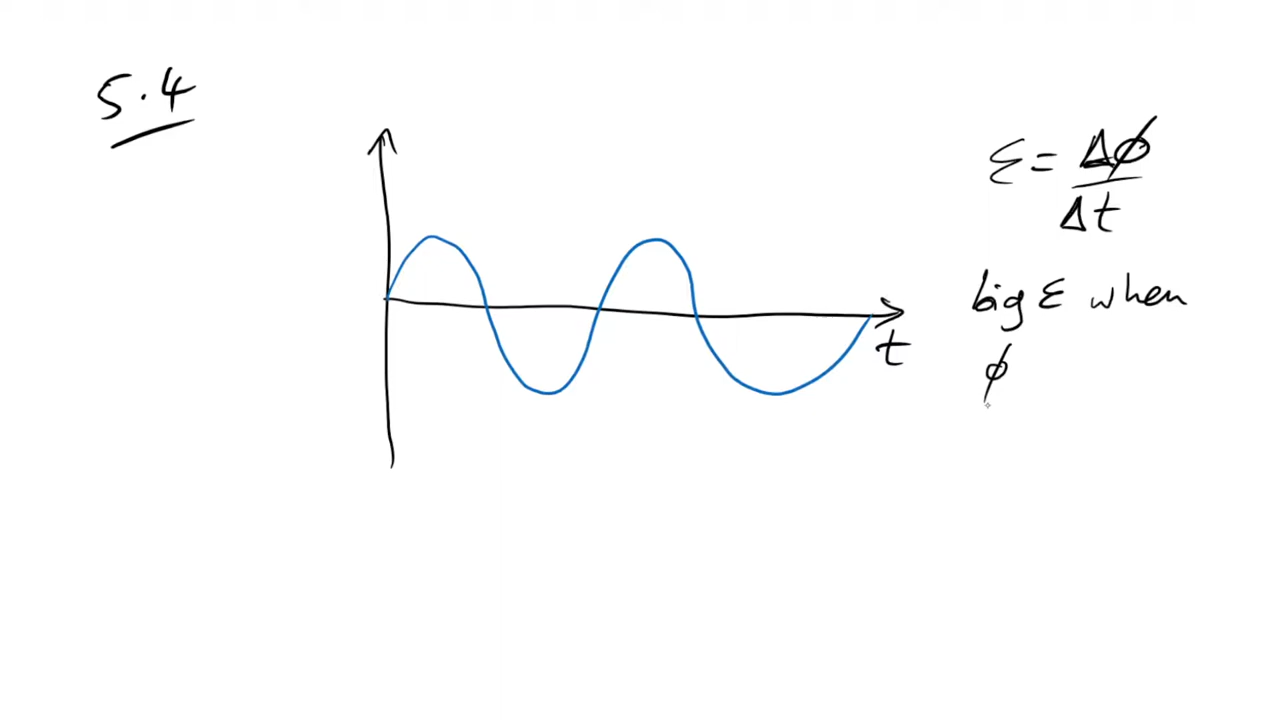 5.4
ε = Δϕ
Δt
big ε when
ϕ
t